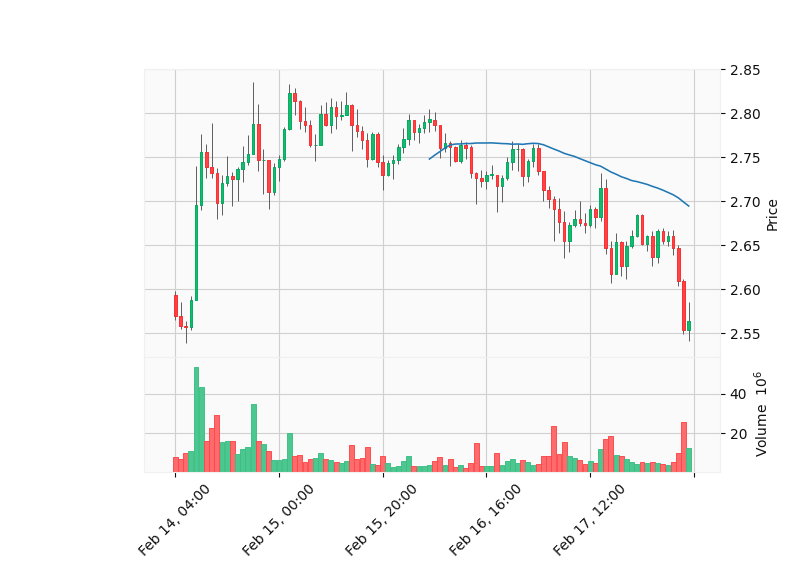 2.85
2.80
2.75
2.70
2.65
2.60
2.55
Price
40
20
Volume 10⁶
Feb 14, 04:00
Feb 15, 00:00
Feb 15, 20:00
Feb 16, 16:00
Feb 17, 12:00